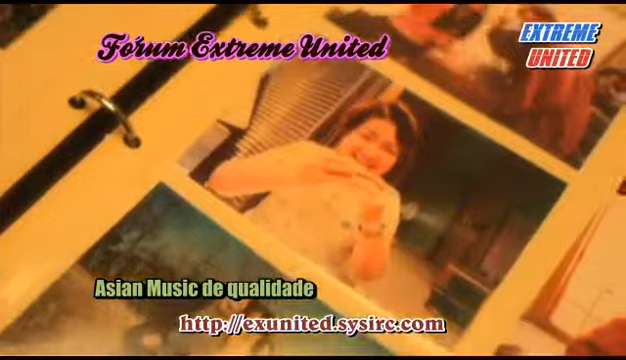 Fórum Extreme United
EXTREME
UNITED
Asian Music de qualidade
http://exunited.sysirc.com